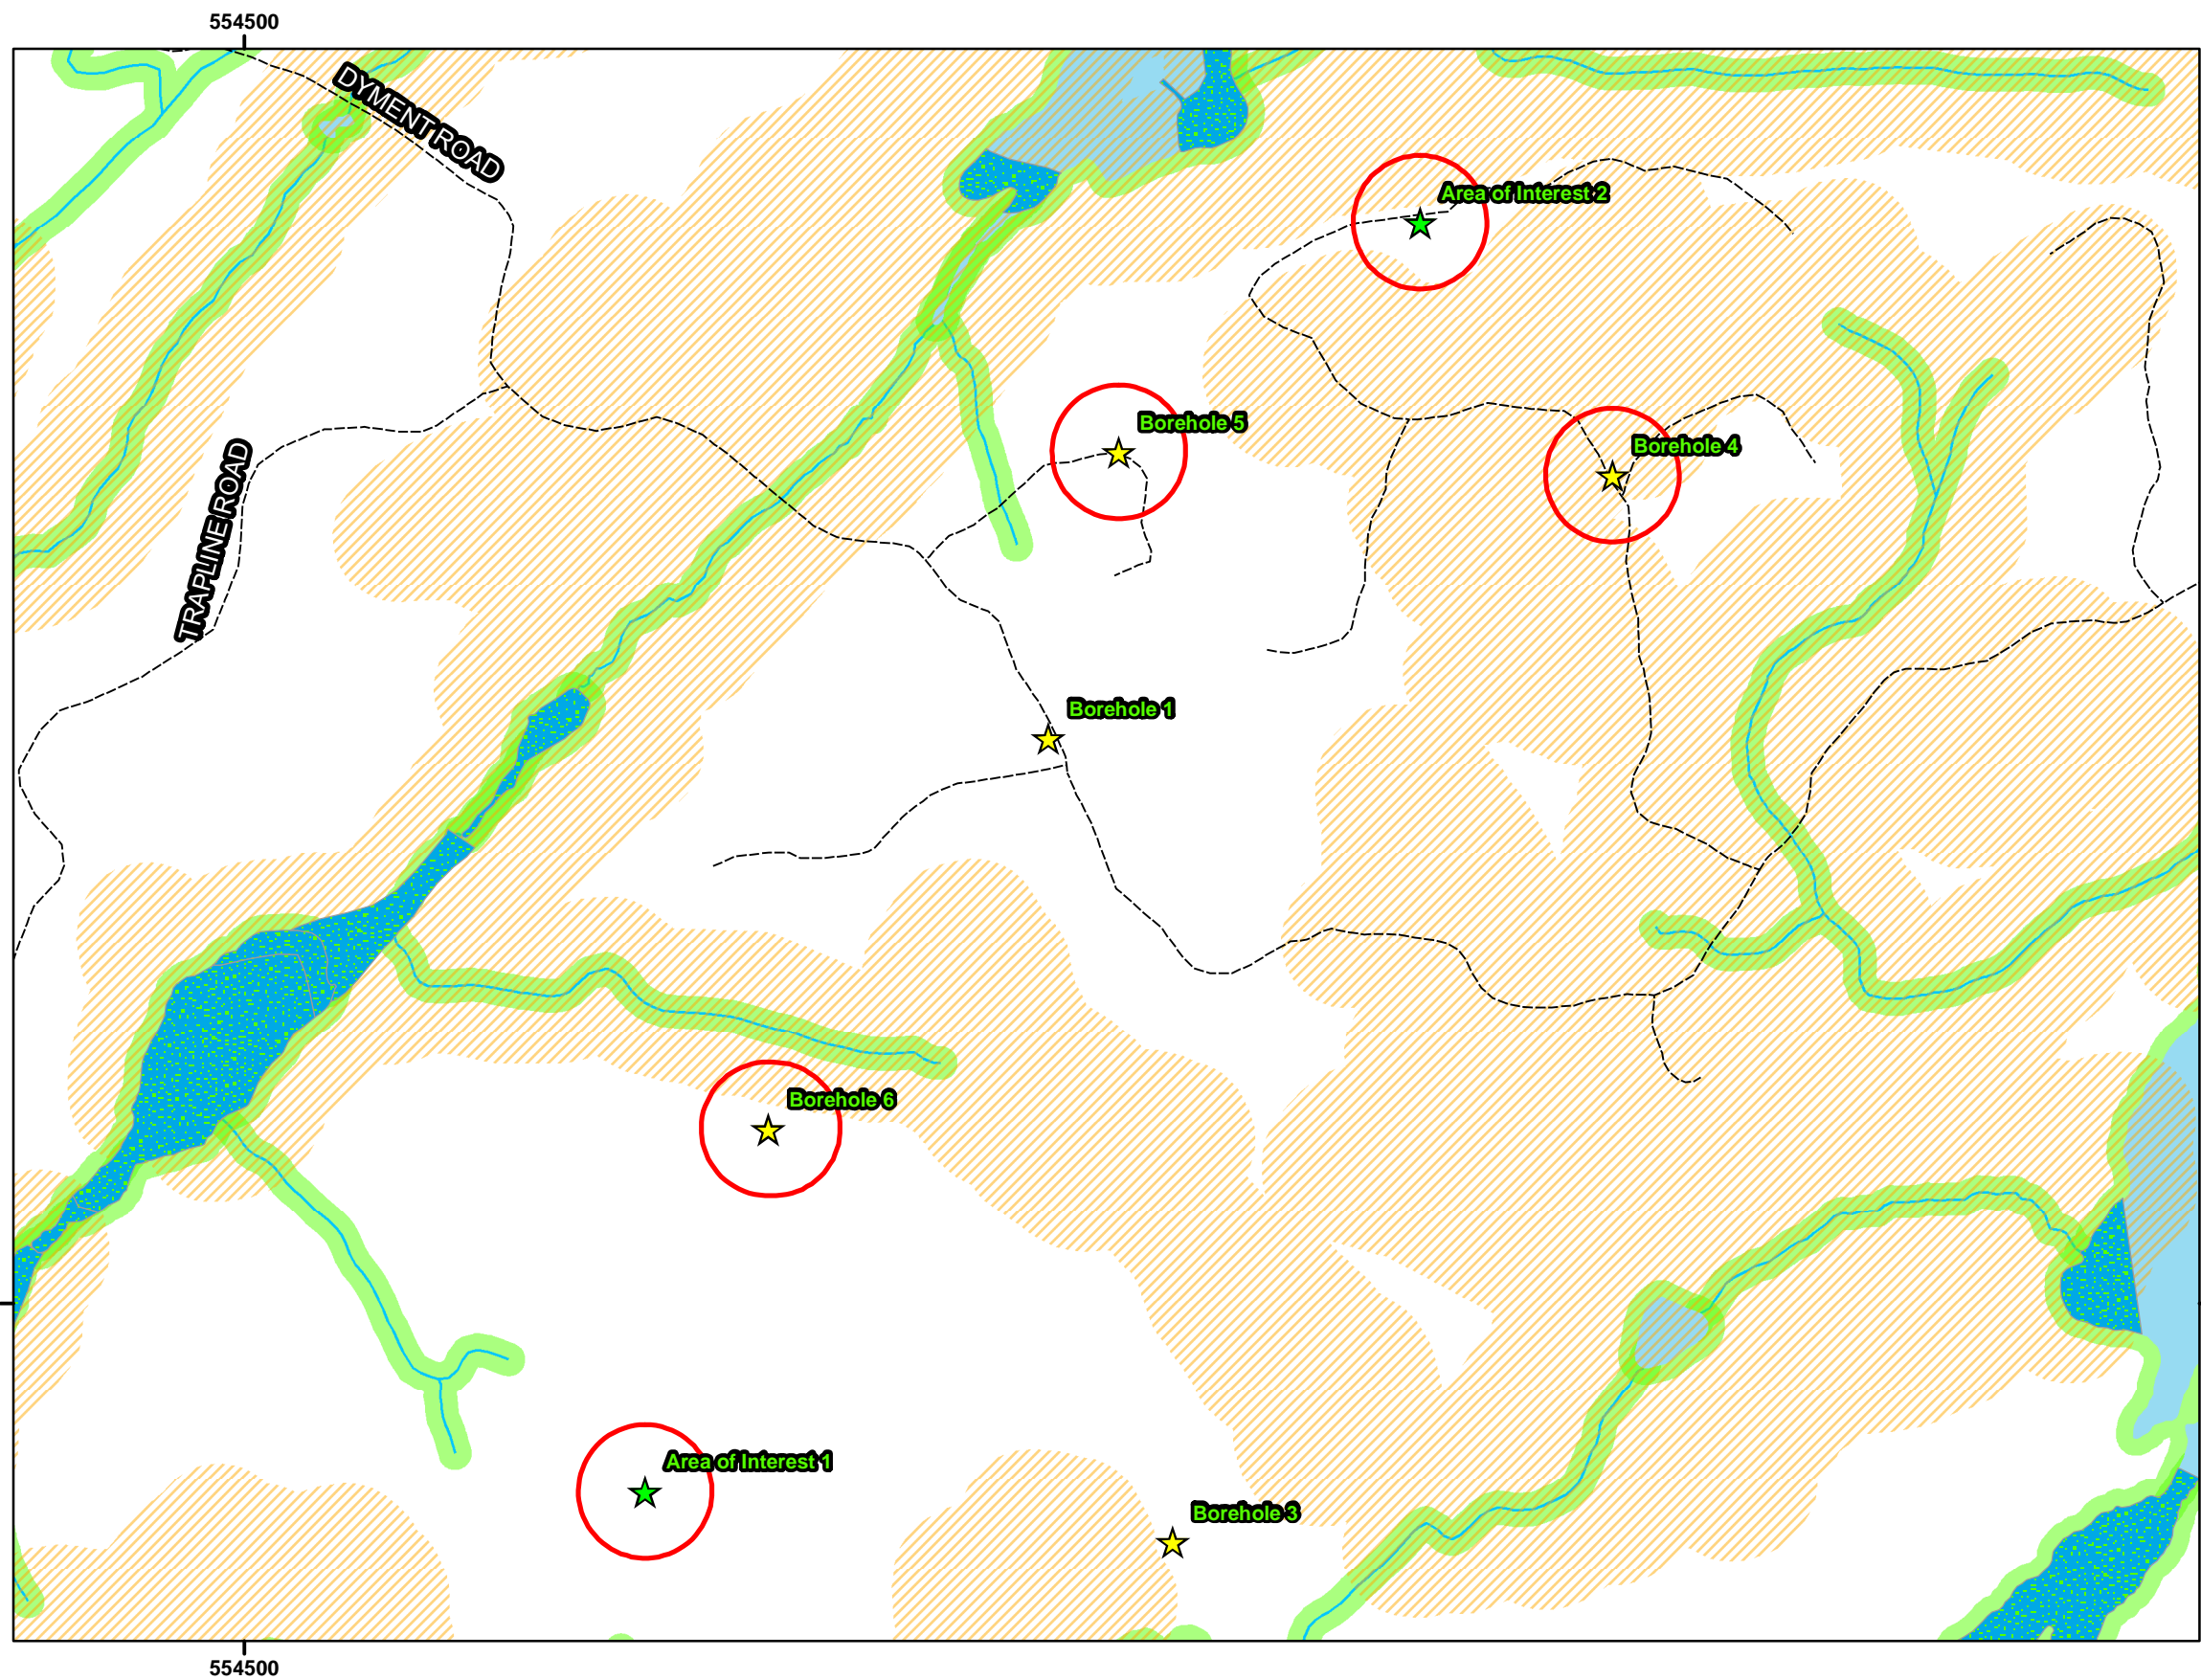 554500
DYMENT ROAD
Area of Interest 2
Borehole 5
Borehole 4
TRAPLINE ROAD
Borehole 1
Borehole 6
Area of Interest 1
Borehole 3
554500